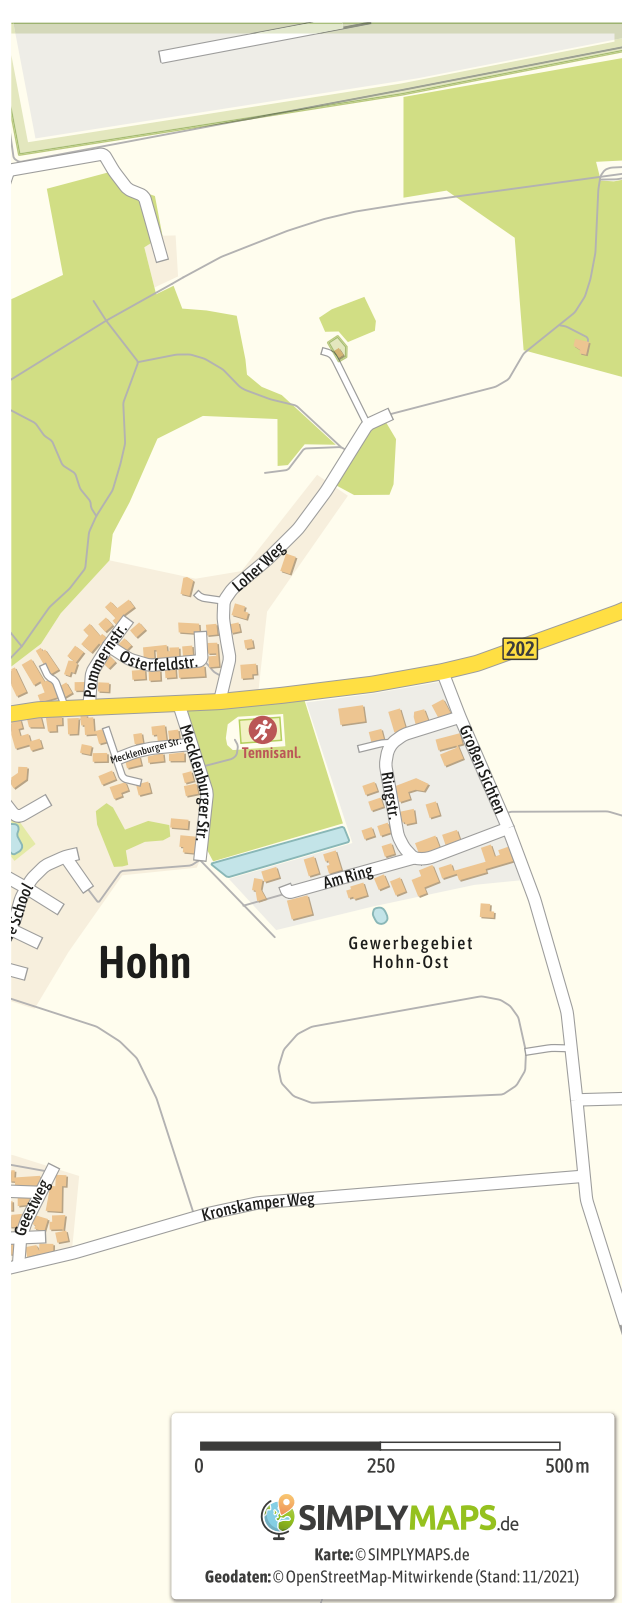 Loher Weg
Pommernstr.
Osterfeldstr.
202
Mecklenburger Str.
Mecklenburger Str.
Tennisanl.
Großen Sichten
Ringstr.
Am Ring
e School
Gewerbegebiet
Hohn-Ost
Hohn
Geestweg
Kronskamper Weg
0 250 500 m
SIMPLYMAPS.de
Karte: © SIMPLYMAPS.de
Geodaten: © OpenStreetMap-Mitwirkende (Stand: 11/2021)